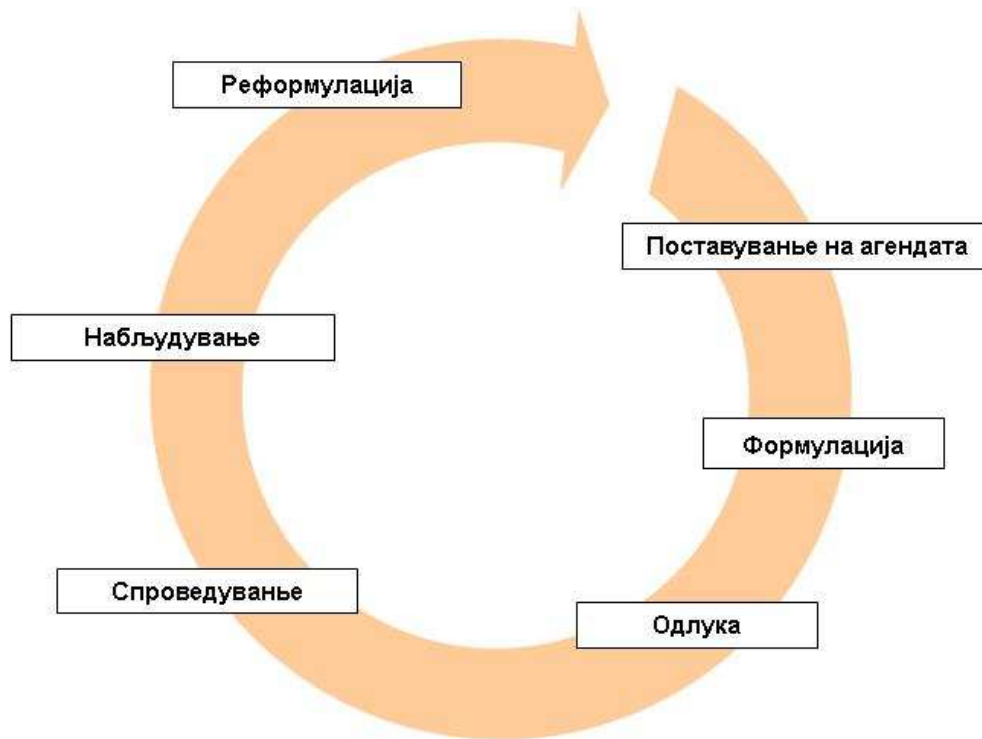 Реформулација
Поставување на агендата
Набљудување
Формулација
Спроведување
Одлука